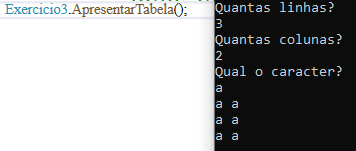 Exercicio3.ApresentarTabela();
Quantas linhas?
3
Quantas colunas?
2
Qual o caracter?
a
a a
a a
a a